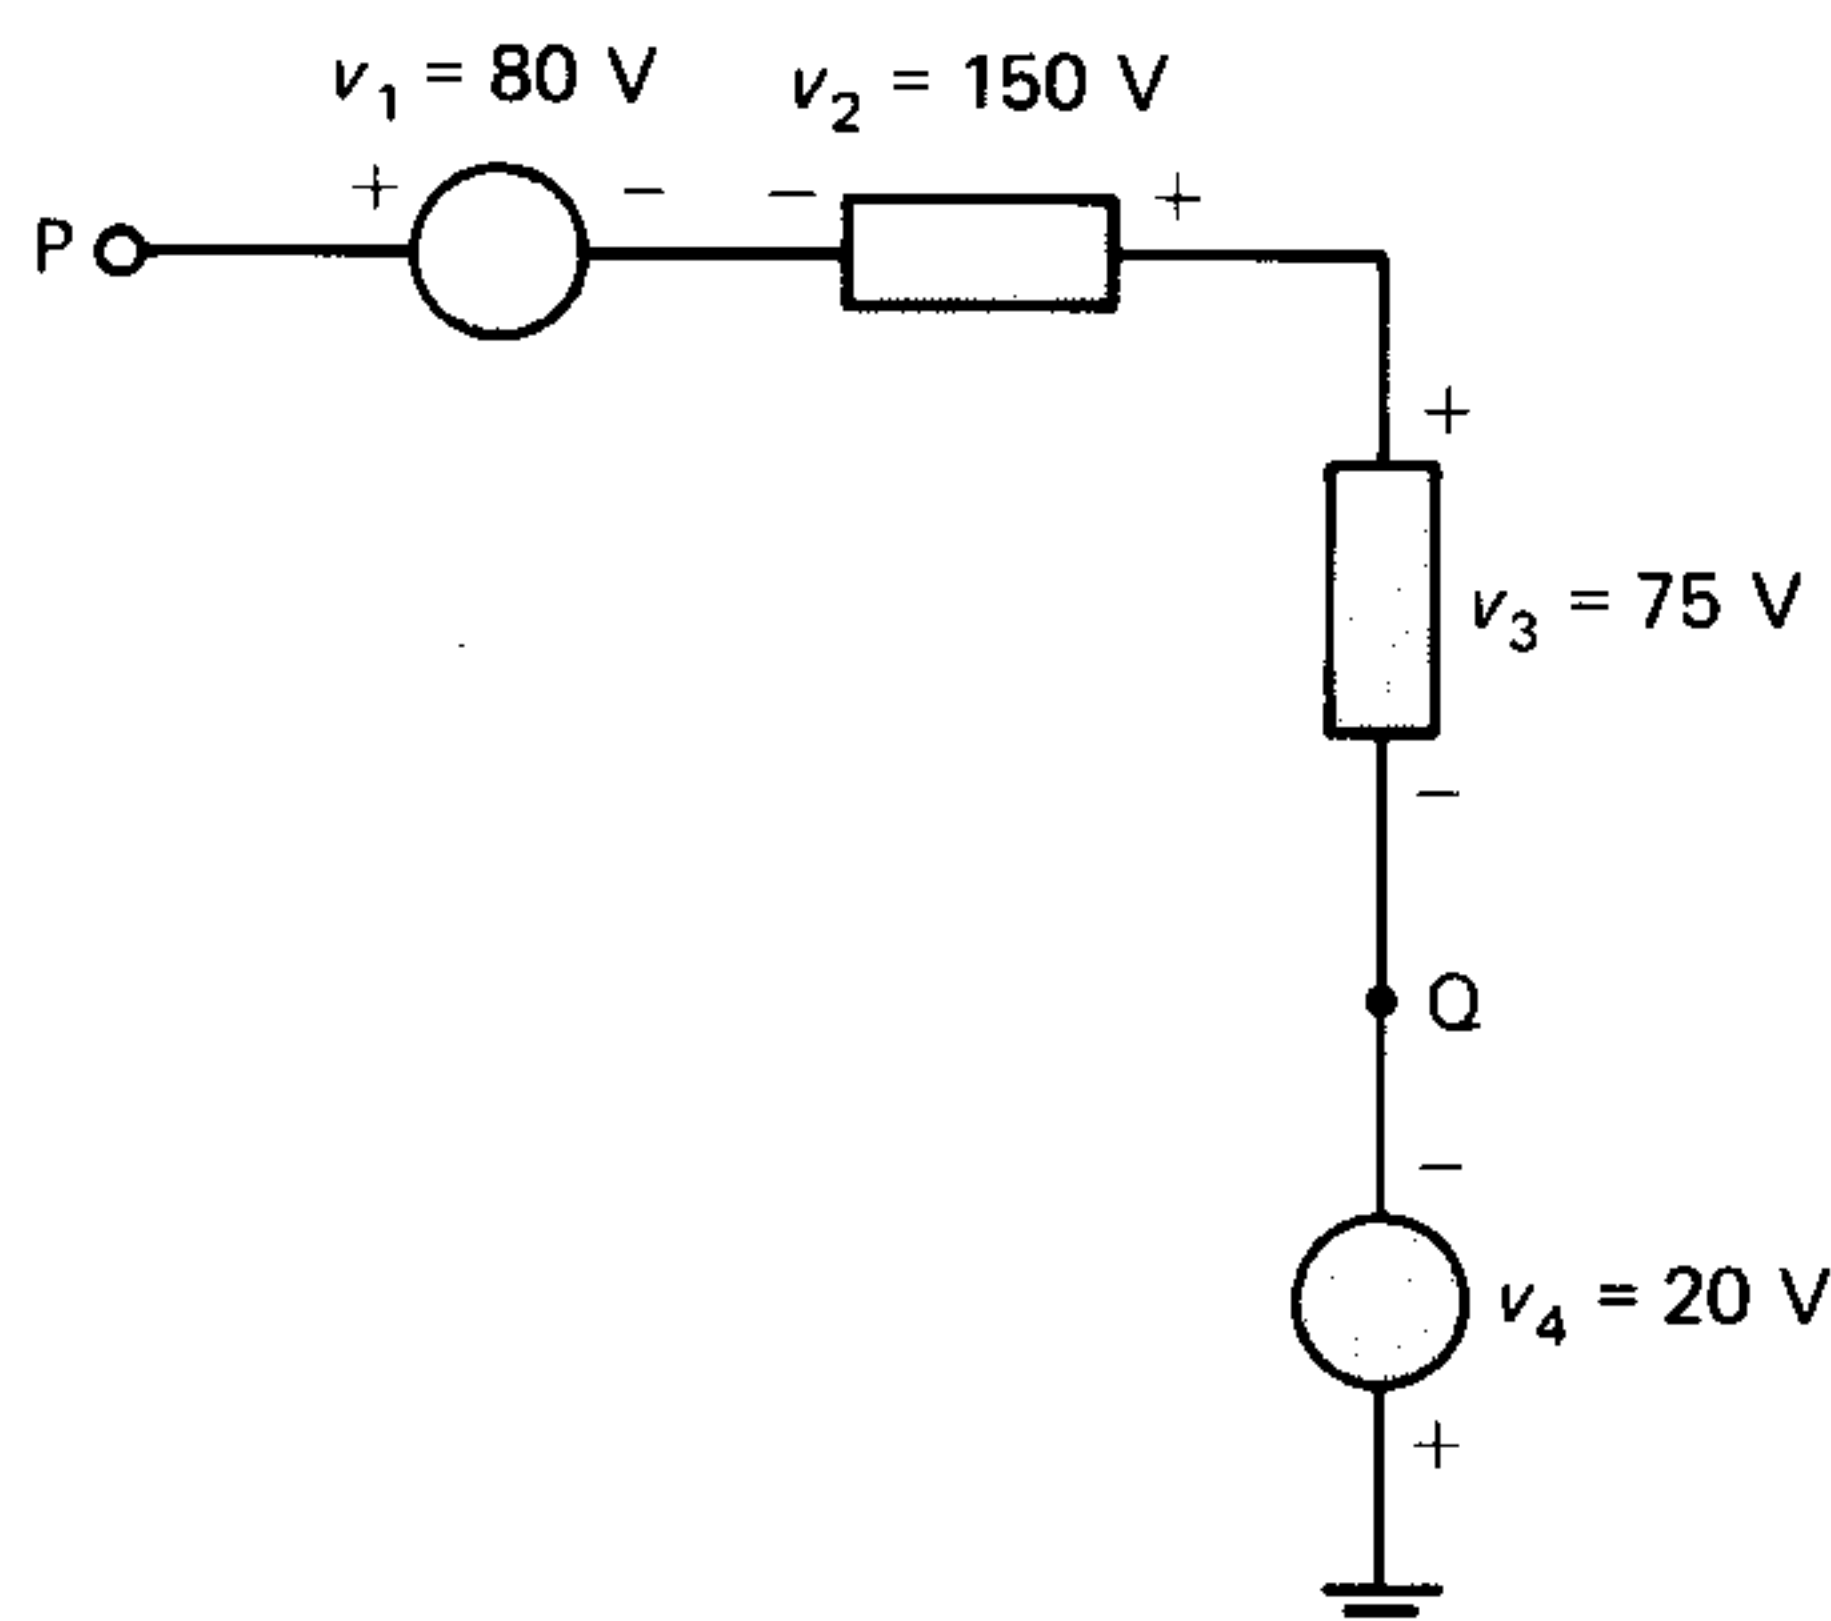 v1 = 80 V
v2 = 150 V
+
−
−
+
P
+
v3 = 75 V
−
Q
−
v4 = 20 V
+